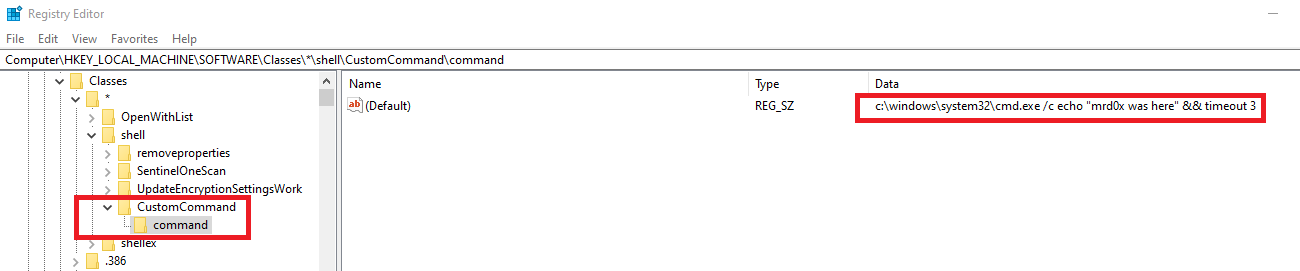 Registry Editor
File Edit View Favorites Help
Computer\HKEY_LOCAL_MACHINE\SOFTWARE\Classes\*\shell\CustomCommand\command
Classes
*
OpenWithList
shell
removeproperties
SentinelOneScan
UpdateEncryptionSettingsWork
CustomCommand
command
shellex
.386
Name Type Data
(Default) REG_SZ c:\windows\system32\cmd.exe /c echo "mrd0x was here" && timeout 3